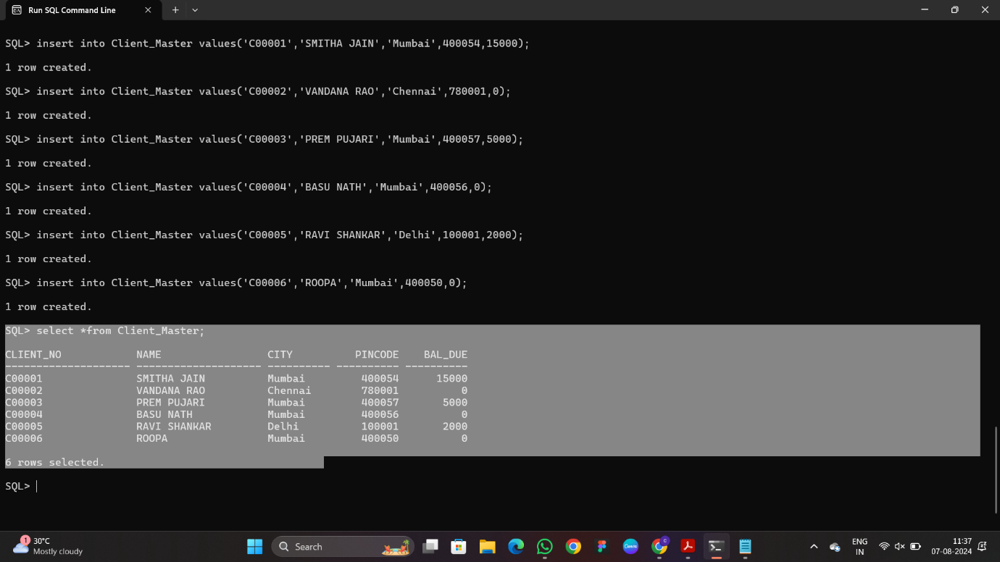 Run SQL Command Line
SQL> insert into Client_Master values('C00001','SMITHA JAIN','Mumbai',400054,15000);
1 row created.
SQL> insert into Client_Master values('C00002','VANDANA RAO','Chennai',780001,0);
1 row created.
SQL> insert into Client_Master values('C00003','PREM PUJARI','Mumbai',400057,5000);
1 row created.
SQL> insert into Client_Master values('C00004','BASU NATH','Mumbai',400056,0);
1 row created.
SQL> insert into Client_Master values('C00005','RAVI SHANKAR','Delhi',100001,2000);
1 row created.
SQL> insert into Client_Master values('C00006','ROOPA','Mumbai',400050,0);
1 row created.
SQL> select *from Client_Master;
CLIENT_NO NAME CITY PINCODE BAL_DUE
-------------------- -------------------- ---------- ---------- ----------
C00001 SMITHA JAIN Mumbai 400054 15000
C00002 VANDANA RAO Chennai 780001 0
C00003 PREM PUJARI Mumbai 400057 5000
C00004 BASU NATH Mumbai 400056 0
C00005 RAVI SHANKAR Delhi 100001 2000
C00006 ROOPA Mumbai 400050 0
6 rows selected.
SQL>
1 30°C
Mostly cloudy
Search
Canva
C
ENG
IN
11:37
07-08-2024